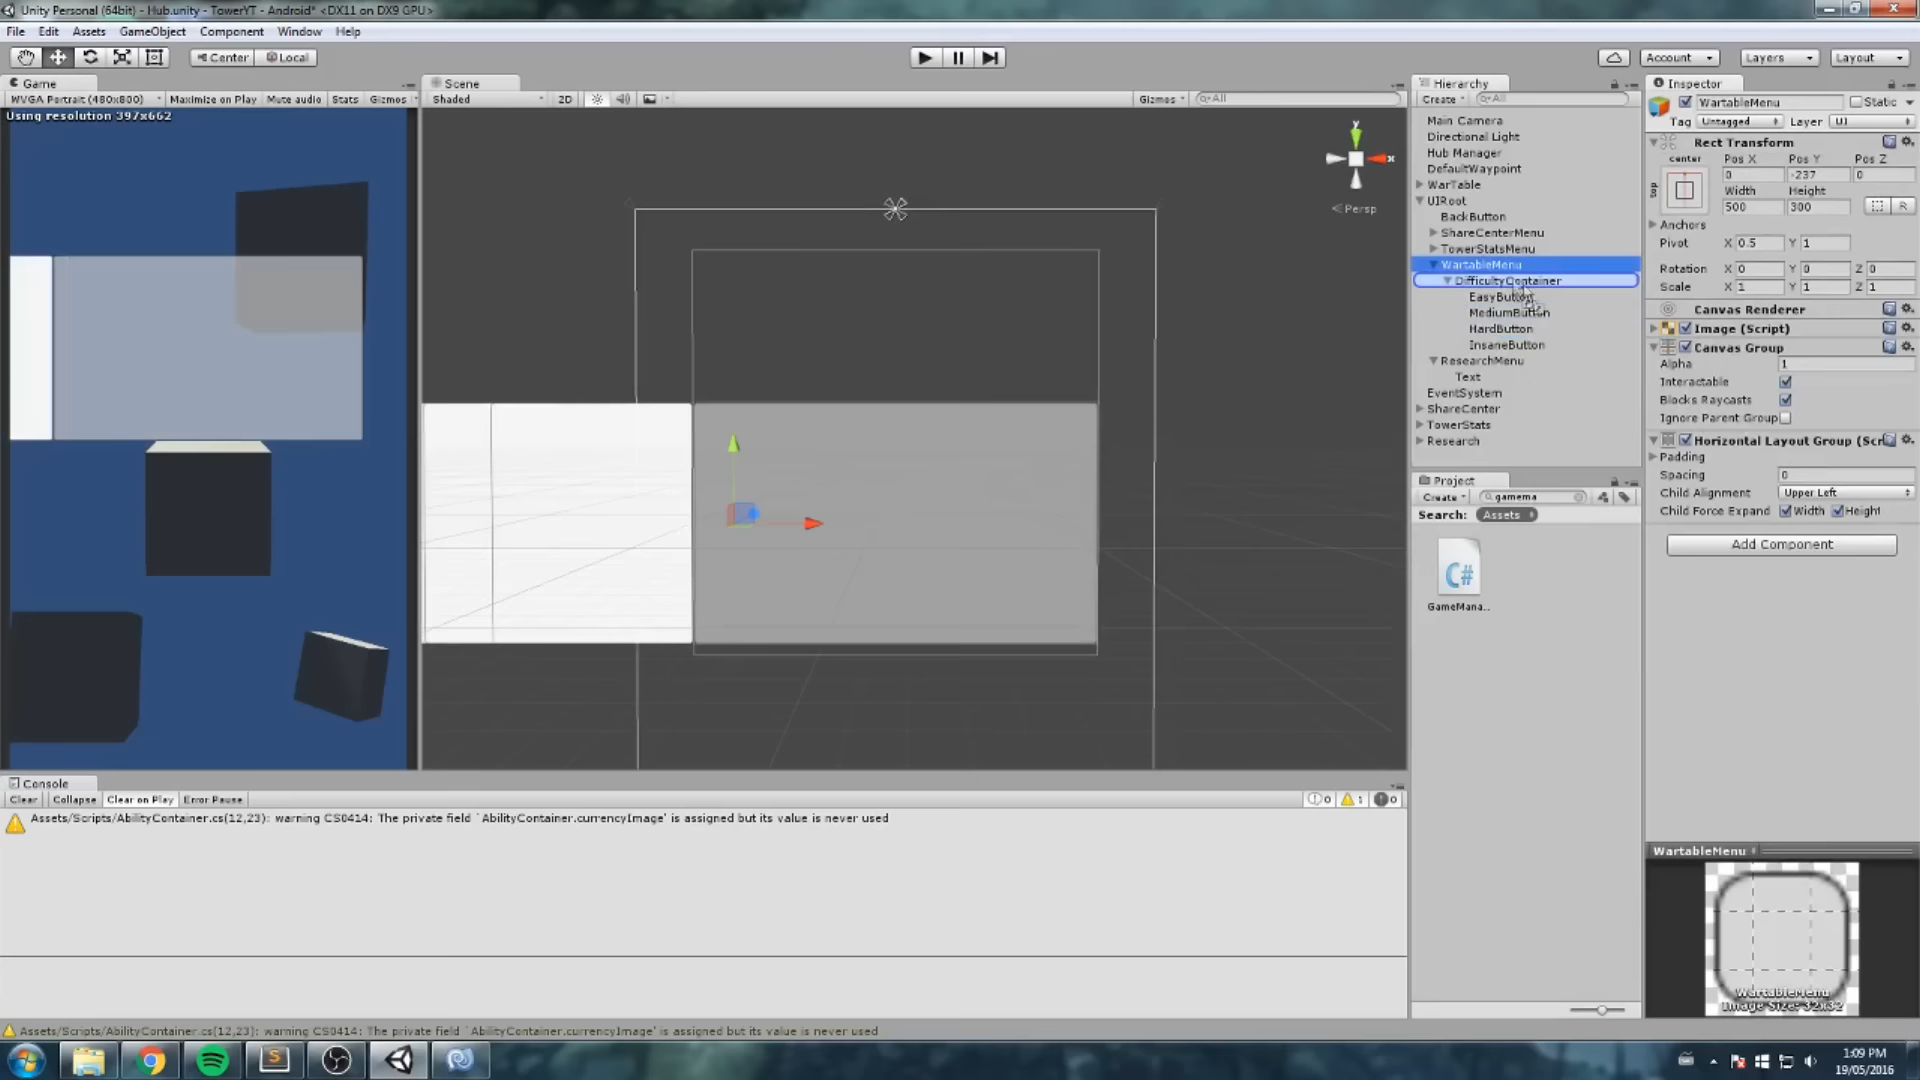 Unity Personal (64bit) - Hub.unity - TowerYT - Android* <DX11 on DX9 GPU>
File Edit Assets GameObject Component Window Help
Center Local Account Layers Layout
Game
WVGA Portrait (480x800) Maximize on Play Mute audio Stats Gizmos
Using resolution 397x662
Scene
Shaded 2D Gizmos All
y
x
Persp
Hierarchy
Create All
Main Camera
Directional Light
Hub Manager
DefaultWaypoint
WarTable
UIRoot
BackButton
ShareCenterMenu
TowerStatsMenu
WartableMenu
DifficultyContainer
EasyButton
MediumButton
HardButton
InsaneButton
ResearchMenu
Text
EventSystem
ShareCenter
TowerStats
Research
Project
Create gamema
Search: Assets
C#
GameMana..
Inspector
WartableMenu Static
Tag Untagged Layer UI
Rect Transform
center Pos X Pos Y Pos Z
top 0 -237 0
Width Height
500 300 R
Anchors
Pivot X 0.5 Y 1
Rotation X 0 Y 0 Z 0
Scale X 1 Y 1 Z 1
Canvas Renderer
Image (Script)
Canvas Group
Alpha 1
Interactable
Blocks Raycasts
Ignore Parent Group
Horizontal Layout Group (Scr
Padding
Spacing 0
Child Alignment Upper Left
Child Force Expand Width Height
Add Component
WartableMenu
WartableMenu
Image Size: 32x32
Console
Clear Collapse Clear on Play Error Pause 0 1 0
Assets/Scripts/AbilityContainer.cs(12,23): warning CS0414: The private field `AbilityContainer.currencyImage' is assigned but its value is never used
Assets/Scripts/AbilityContainer.cs(12,23): warning CS0414: The private field `AbilityContainer.currencyImage' is assigned but its value is never used
1:09 PM
19/05/2016